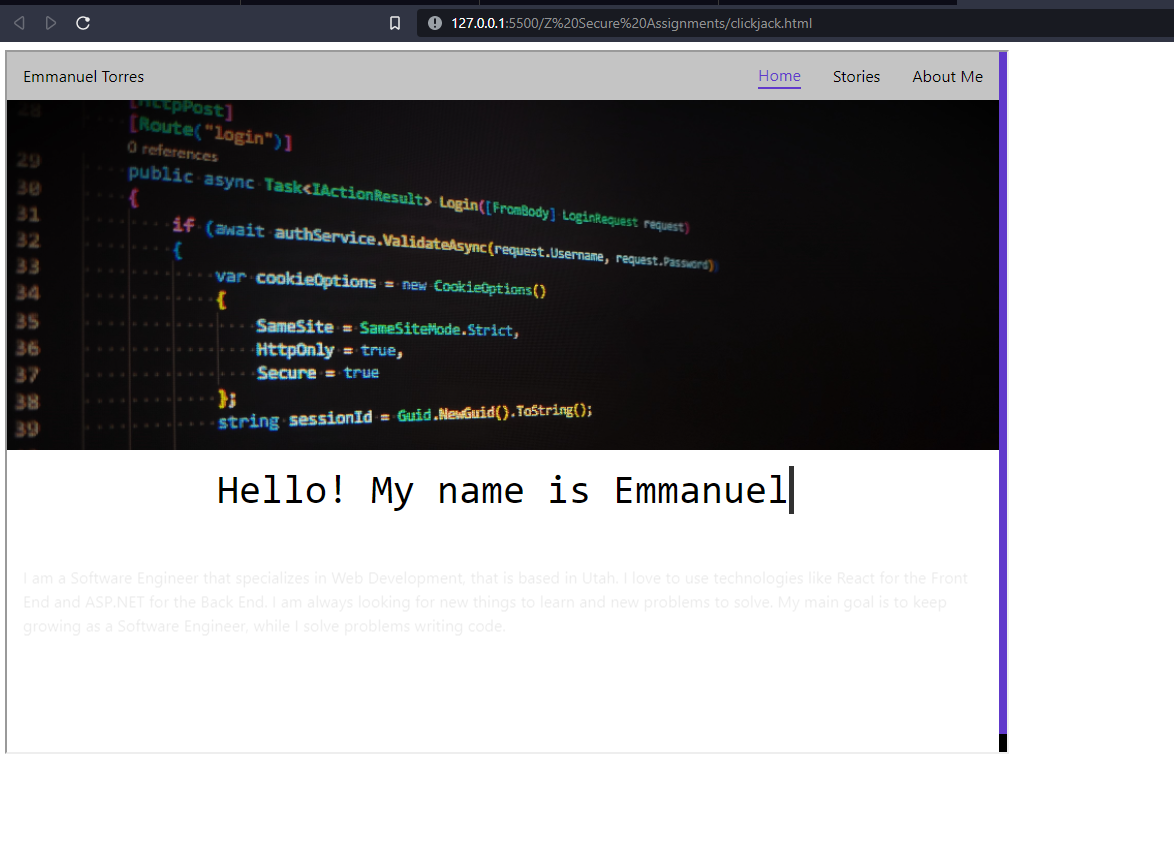 127.0.0.1:5500/Z%20Secure%20Assignments/clickjack.html
Emmanuel Torres
Home
Stories
About Me
28
[HttpPost]
[Route("login")]
0 references
29 public async Task<IActionResult> Login([FromBody] LoginRequest request)
30 {
31 if (await authService.ValidateAsync(request.Username, request.Password))
32 {
33 var cookieOptions = new CookieOptions()
34 {
35 SameSite = SameSiteMode.Strict,
36 HttpOnly = true,
37 Secure = true
38 };
39 string sessionId = Guid.NewGuid().ToString();
Hello! My name is Emmanuel
I am a Software Engineer that specializes in Web Development, that is based in Utah. I love to use technologies like React for the Front
End and ASP.NET for the Back End. I am always looking for new things to learn and new problems to solve. My main goal is to keep
growing as a Software Engineer, while I solve problems writing code.